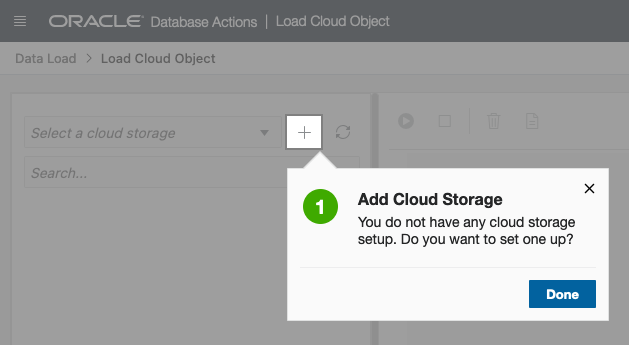 ORACLE Database Actions | Load Cloud Object
Data Load > Load Cloud Object
Select a cloud storage
Search...
1
Add Cloud Storage
You do not have any cloud storage
setup. Do you want to set one up?
Done